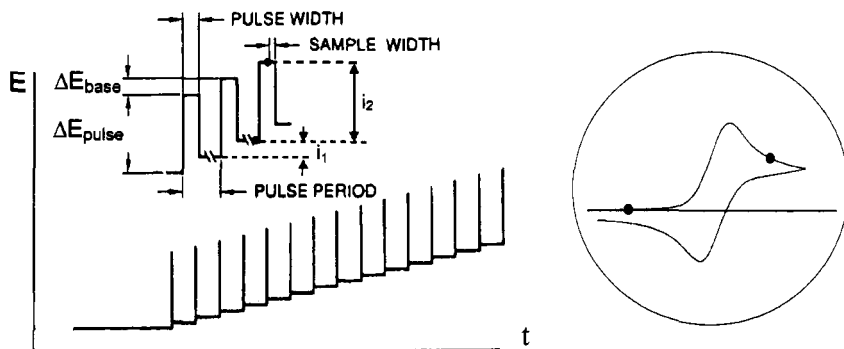 PULSE WIDTH
SAMPLE WIDTH
E
ΔEbase
ΔEpulse
i2
i1
PULSE PERIOD
t